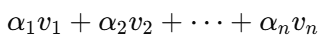 α₁v₁ + α₂v₂ + ⋯ + αₙvₙ